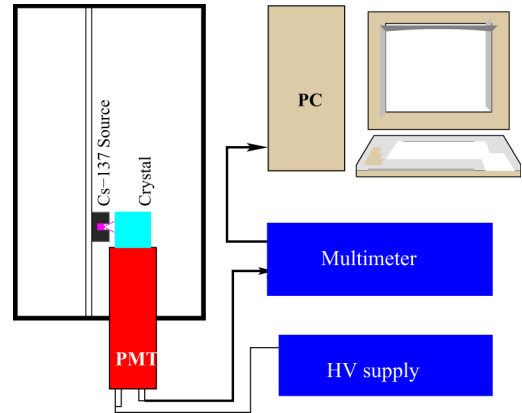 PC
Cs−137 Source
Crystal
Multimeter
PMT
HV supply